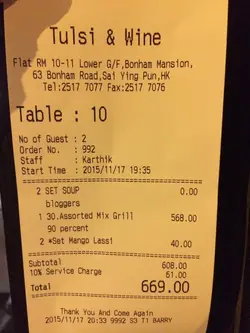 Tulsi & Wine
Flat RM 10-11 Lower G/F,Bonham Mansion,
63 Bonham Road,Sai Ying Pun,HK
Tel:2517 7077 Fax:2517 7076
Table : 10
No of Guest : 2
Order No. : 992
Staff : Karthik
Start Time : 2015/11/17 19:35
2 SET SOUP 0.00
bloggers
1 30.Assorted Mix Grill 568.00
90 percent
2 *Set Mango Lassi 40.00
Subtotal 608.00
10% Service Charge 61.00
Total 669.00
Thank You And Come Again
2015/11/17 20:33 9992 S3 T1 BARRY